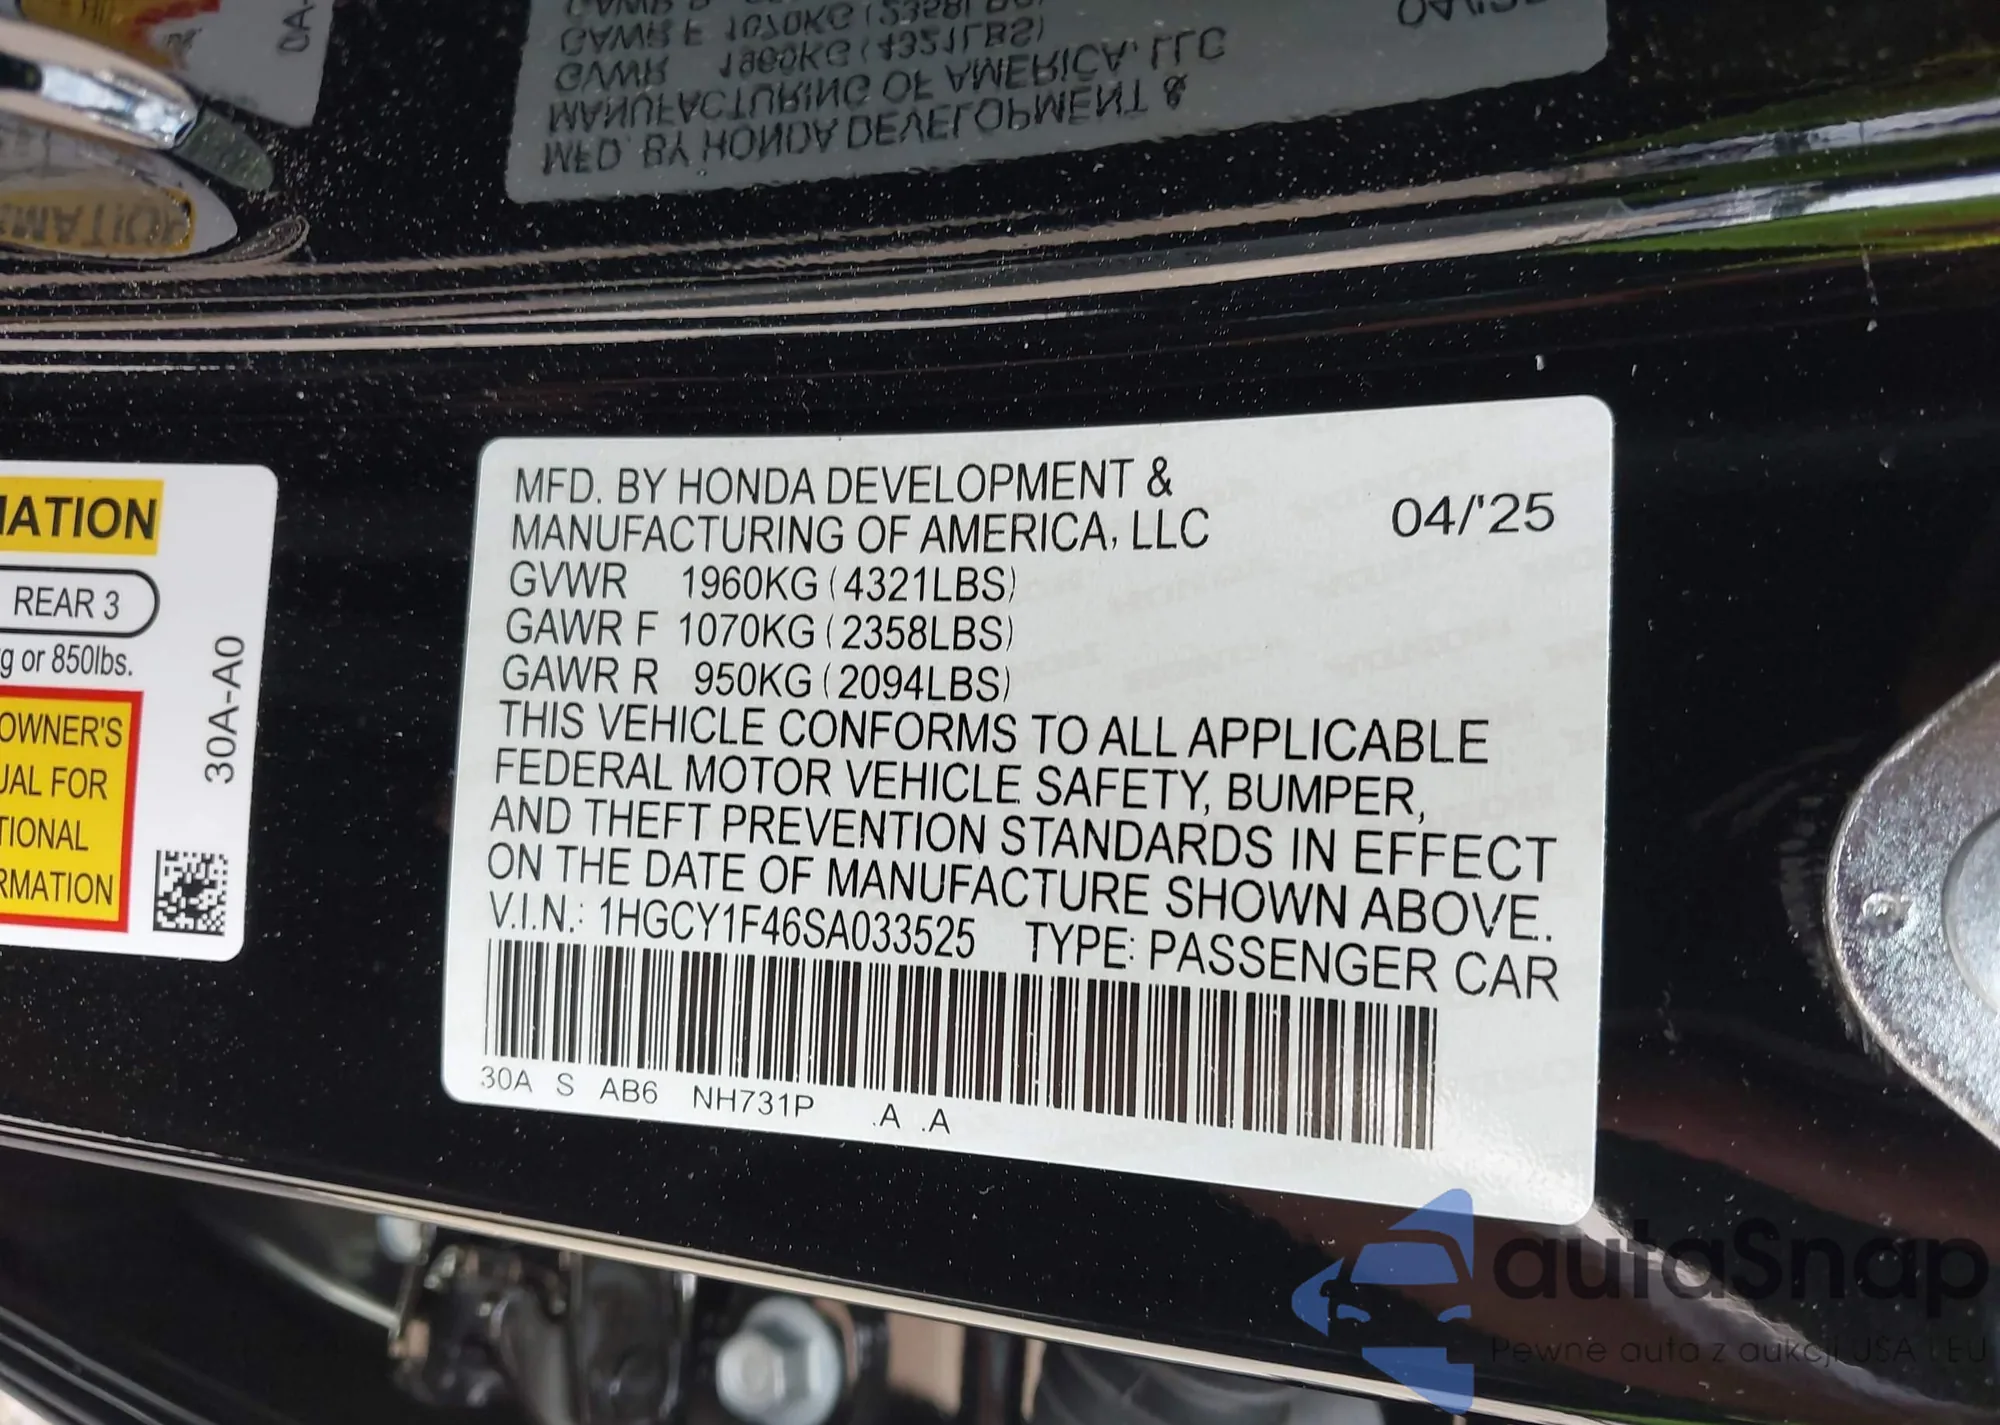 GAWR F 1070KG (2358LBS)
GVWR 1960KG (4321LBS)
MANUFACTURING OF AMERICA, LLC
MFD. BY HONDA DEVELOPMENT &
MATION
REAR 3
g or 850lbs.
OWNER'S
UAL FOR
TIONAL
RMATION
30A-A0
MFD. BY HONDA DEVELOPMENT &
MANUFACTURING OF AMERICA, LLC
04/'25
GVWR 1960KG (4321LBS)
GAWR F 1070KG (2358LBS)
GAWR R 950KG (2094LBS)
THIS VEHICLE CONFORMS TO ALL APPLICABLE
FEDERAL MOTOR VEHICLE SAFETY, BUMPER,
AND THEFT PREVENTION STANDARDS IN EFFECT
ON THE DATE OF MANUFACTURE SHOWN ABOVE.
V.I.N.: 1HGCY1F46SA033525 TYPE: PASSENGER CAR
30A S AB6 NH731P .A .A
autaSnap
Pewne auta z aukcji USA i EU